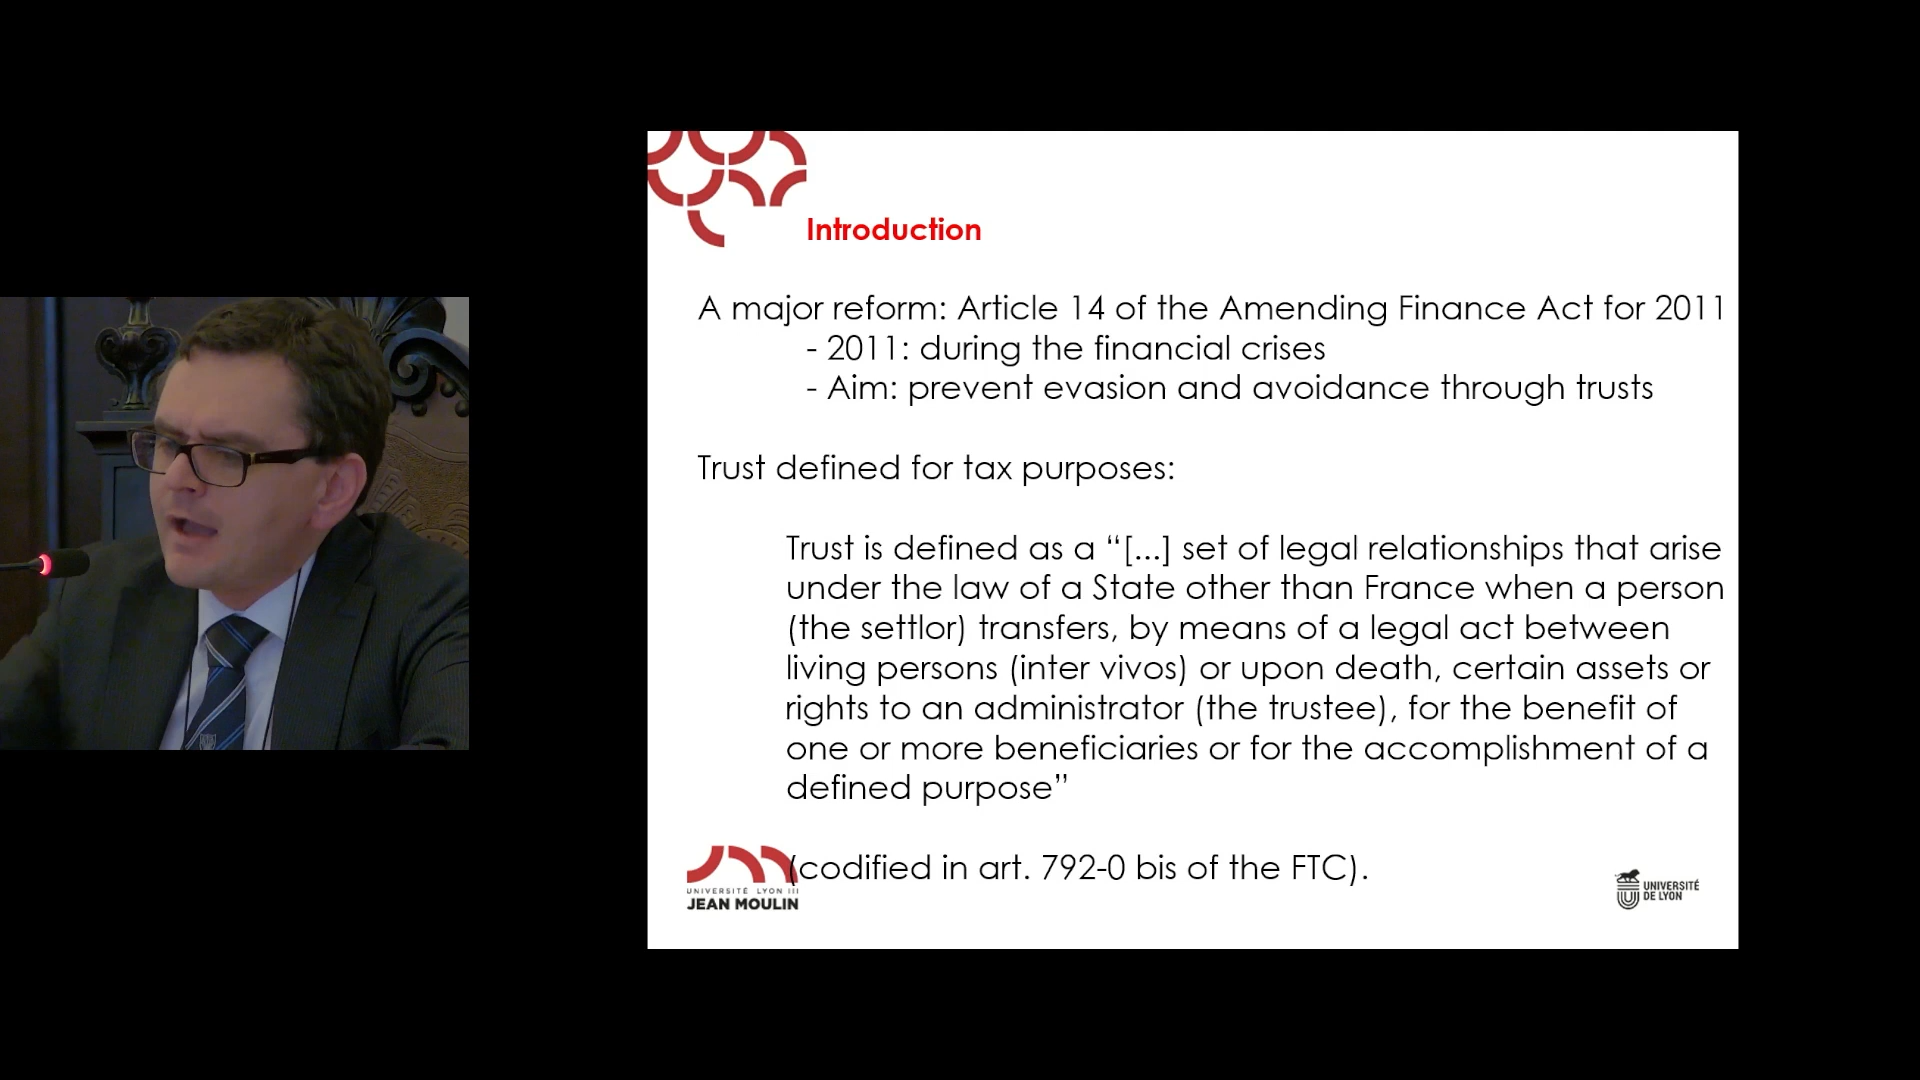 Introduction
A major reform: Article 14 of the Amending Finance Act for 2011
- 2011: during the financial crises
- Aim: prevent evasion and avoidance through trusts
Trust defined for tax purposes:
Trust is defined as a “[...] set of legal relationships that arise
under the law of a State other than France when a person
(the settlor) transfers, by means of a legal act between
living persons (inter vivos) or upon death, certain assets or
rights to an administrator (the trustee), for the benefit of
one or more beneficiaries or for the accomplishment of a
defined purpose”
(codified in art. 792-0 bis of the FTC).
UNIVERSITÉ LYON III
JEAN MOULIN
UNIVERSITÉ
DE LYON